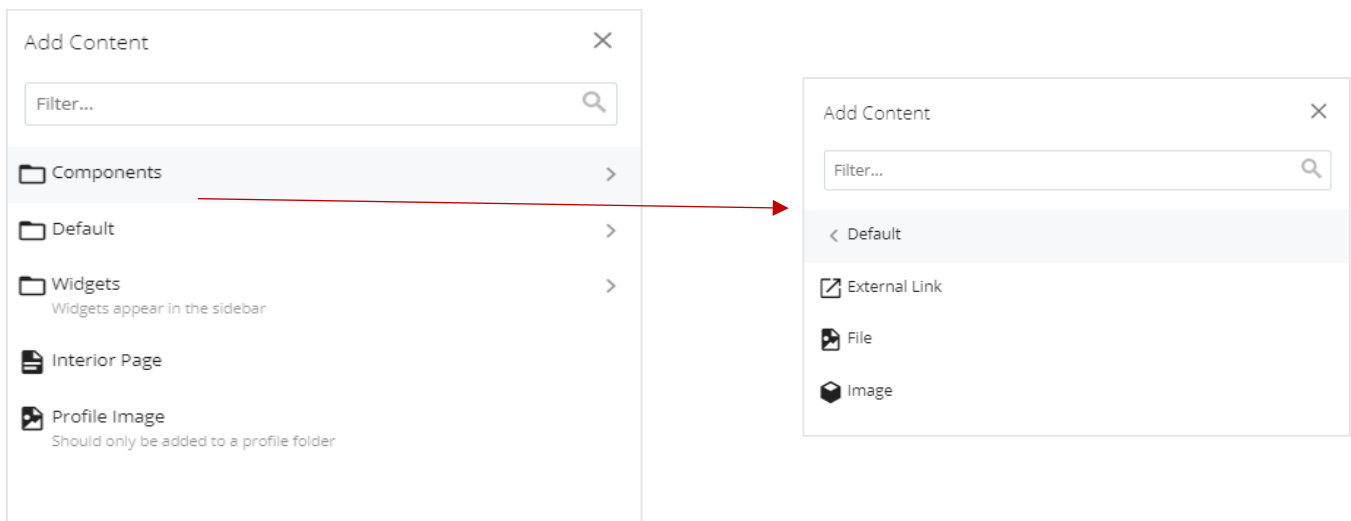 Add Content
Filter...
Components
Default
Widgets
Widgets appear in the sidebar
Interior Page
Profile Image
Should only be added to a profile folder
Add Content
Filter...
Default
External Link
File
Image